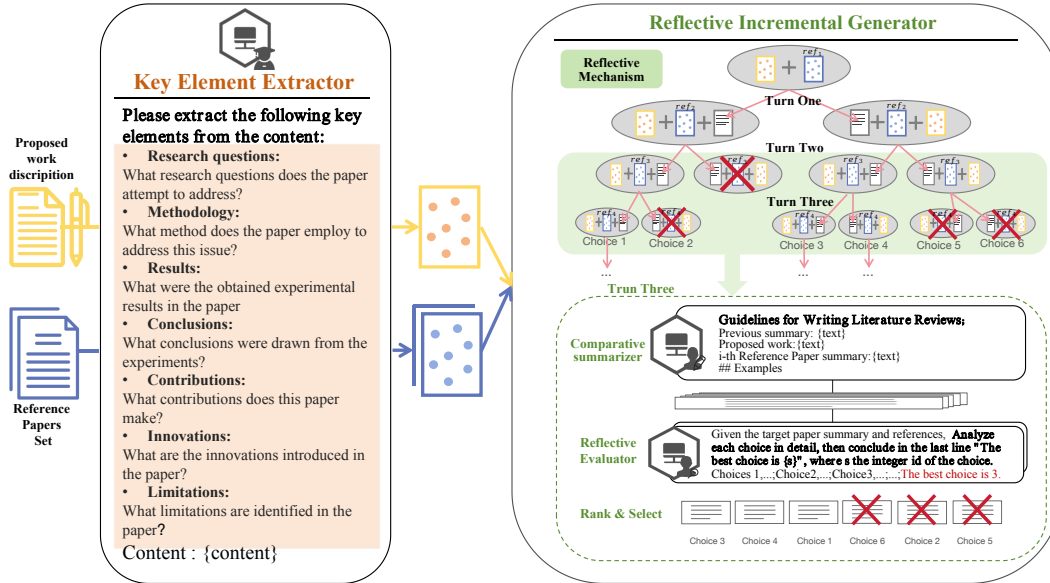 Proposed
work
discripition
Reference
Papers
Set
Key Element Extractor
Please extract the following key
elements from the content:
• Research questions:
What research questions does the paper
attempt to address?
• Methodology:
What method does the paper employ to
address this issue?
• Results:
What were the obtained experimental
results in the paper
• Conclusions:
What conclusions were drawn from the
experiments?
• Contributions:
What contributions does this paper
make?
• Innovations:
What are the innovations introduced in
the paper?
• Limitations:
What limitations are identified in the
paper?
Content : {content}
Reflective Incremental Generator
Reflective
Mechanism
ref1
+
Turn One
ref2 ref2
+ + + +
Turn Two
ref3 ref3 ref3
+ + + + + + + +
Turn Three
ref4 ref4
Choice 1 Choice 2 Choice 3 Choice 4 Choice 5 Choice 6
... ... ...
Trun Three
Comparative
summarizer
Guidelines for Writing Literature Reviews;
Previous summary: {text}
Proposed work:{text}
i-th Reference Paper summary:{text}
## Examples
Reflective
Evaluator
Given the target paper summary and references, Analyze
each choice in detail, then conclude in the last line "The
best choice is {s}", where s the integer id of the choice.
Choices 1,...;Choice2,...;Choice3,...;...;The best choice is 3.
Rank & Select
Choice 3 Choice 4 Choice 1 Choice 6 Choice 2 Choice 5